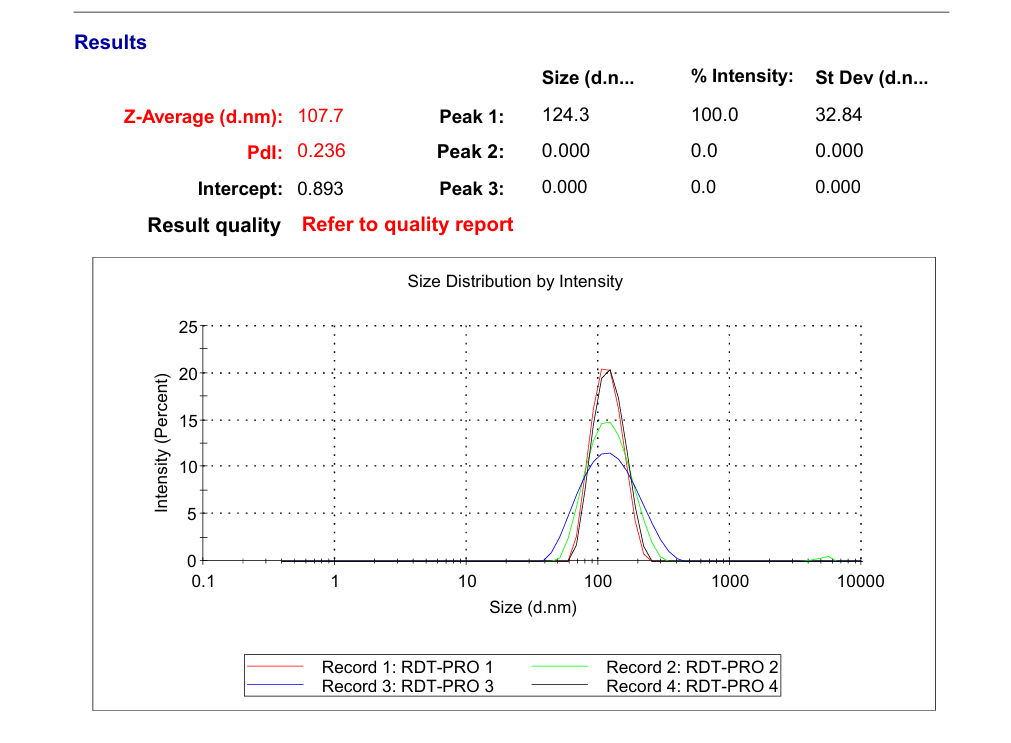 Results
Size (d.n... % Intensity: St Dev (d.n...
Z-Average (d.nm): 107.7 Peak 1: 124.3 100.0 32.84
PdI: 0.236 Peak 2: 0.000 0.0 0.000
Intercept: 0.893 Peak 3: 0.000 0.0 0.000
Result quality Refer to quality report
Size Distribution by Intensity
25
20
15
10
5
0
Intensity (Percent)
0.1 1 10 100 1000 10000
Size (d.nm)
Record 1: RDT-PRO 1 Record 2: RDT-PRO 2
Record 3: RDT-PRO 3 Record 4: RDT-PRO 4